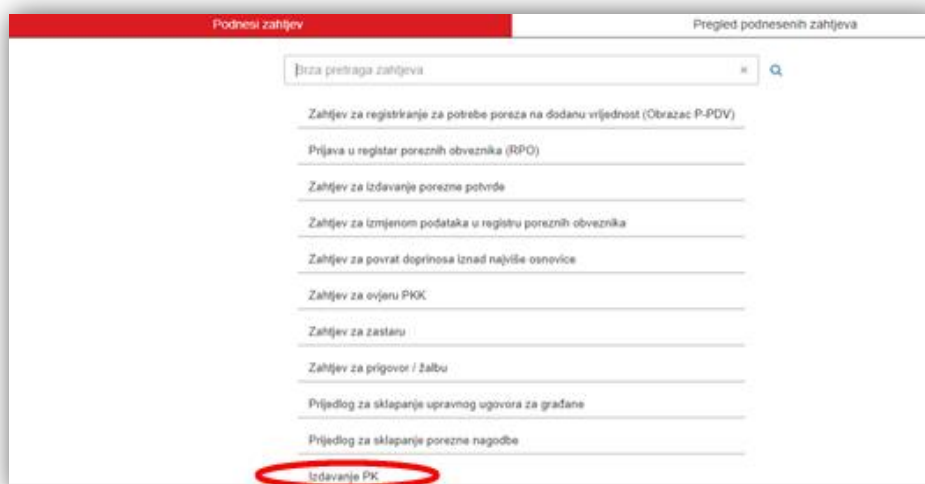 Podnesi zahtjev
Pregled podnesenih zahtjeva
Brza pretraga zahtjeva ×
Zahtjev za registriranje za potrebe poreza na dodanu vrijednost (Obrazac P-PDV)
Prijava u registar poreznih obveznika (RPO)
Zahtjev za izdavanje porezne potvrde
Zahtjev za izmjenom podataka u registru poreznih obveznika
Zahtjev za povrat doprinosa iznad najviše osnovice
Zahtjev za ovjeru PKK
Zahtjev za zastaru
Zahtjev za prigovor / žalbu
Prijedlog za sklapanje upravnog ugovora za građane
Prijedlog za sklapanje porezne nagodbe
Izdavanje PK